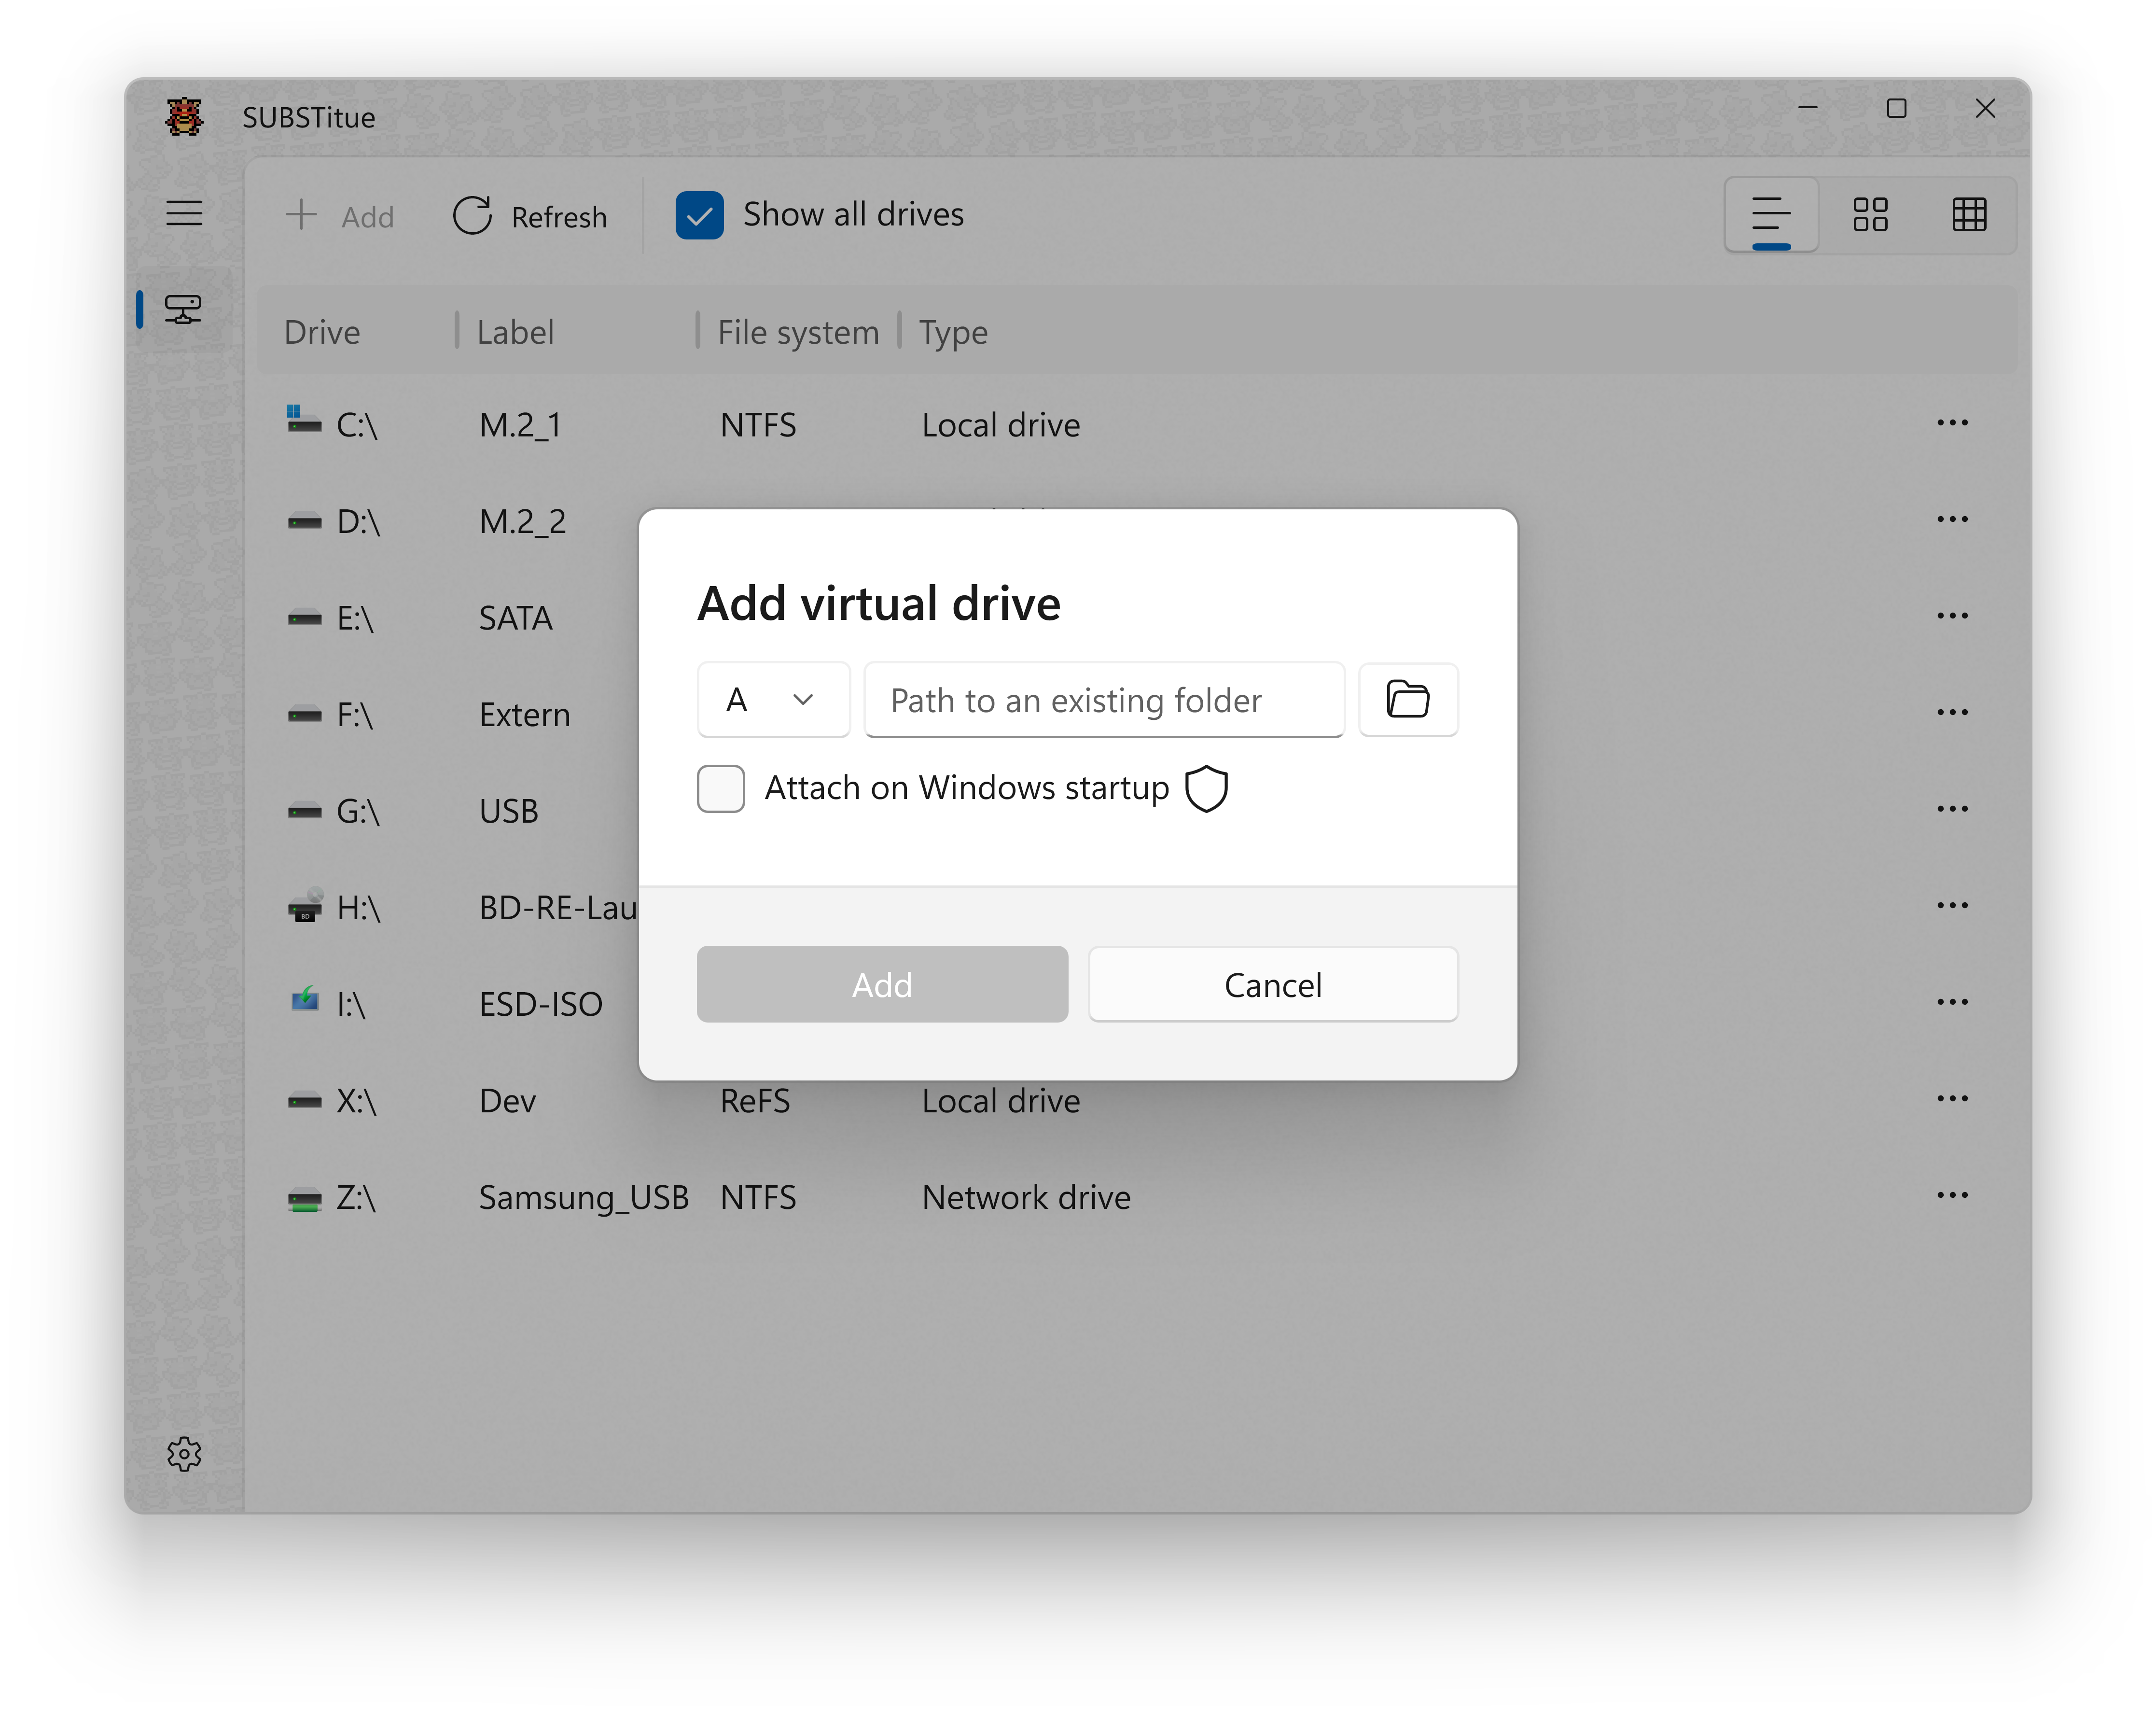 SUBSTitue
Add Refresh Show all drives
Drive Label File system Type
C:\ M.2_1 NTFS Local drive
D:\ M.2_2
E:\ SATA
F:\ Extern
G:\ USB
H:\ BD-RE-Lau
I:\ ESD-ISO
X:\ Dev ReFS Local drive
Z:\ Samsung_USB NTFS Network drive
Add virtual drive
A Path to an existing folder
Attach on Windows startup
Add Cancel
BD